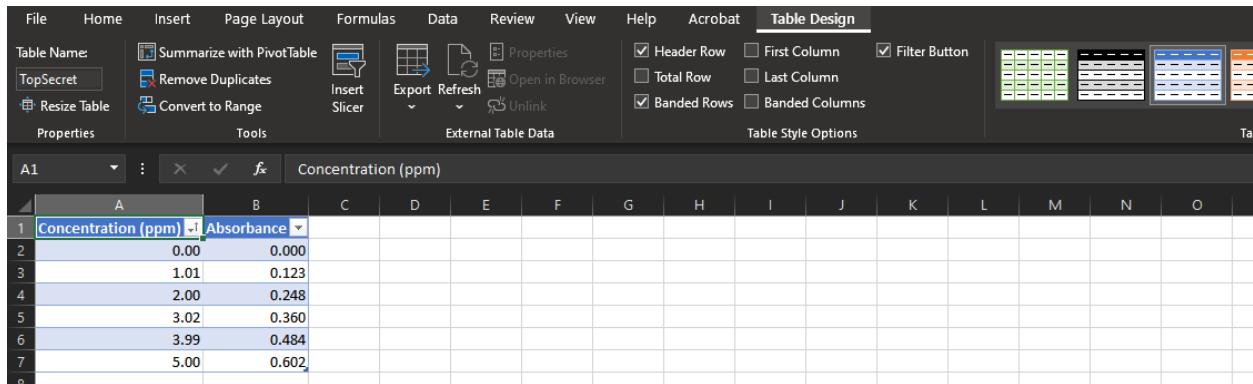 File Home Insert Page Layout Formulas Data Review View Help Acrobat Table Design
Table Name:
TopSecret
Resize Table
Properties
Summarize with PivotTable
Remove Duplicates
Convert to Range
Insert
Slicer
Tools
Export Refresh
Properties
Open in Browser
Unlink
External Table Data
Header Row First Column Filter Button
Total Row Last Column
Banded Rows Banded Columns
Table Style Options
Ta
A1 fx Concentration (ppm)
A B C D E F G H I J K L M N O
1 Concentration (ppm) Absorbance
2 0.00 0.000
3 1.01 0.123
4 2.00 0.248
5 3.02 0.360
6 3.99 0.484
7 5.00 0.602
8